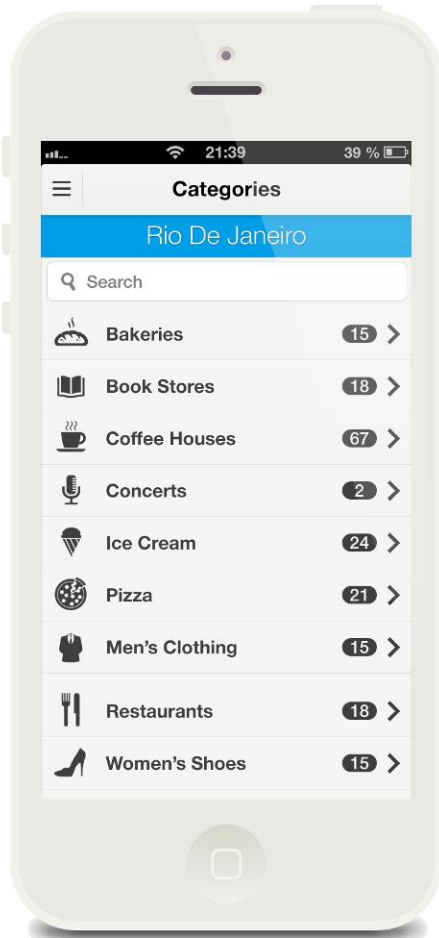 21:39 39 %
Categories
Rio De Janeiro
Search
Bakeries 15
Book Stores 18
Coffee Houses 67
Concerts 2
Ice Cream 24
Pizza 21
Men's Clothing 15
Restaurants 18
Women's Shoes 15